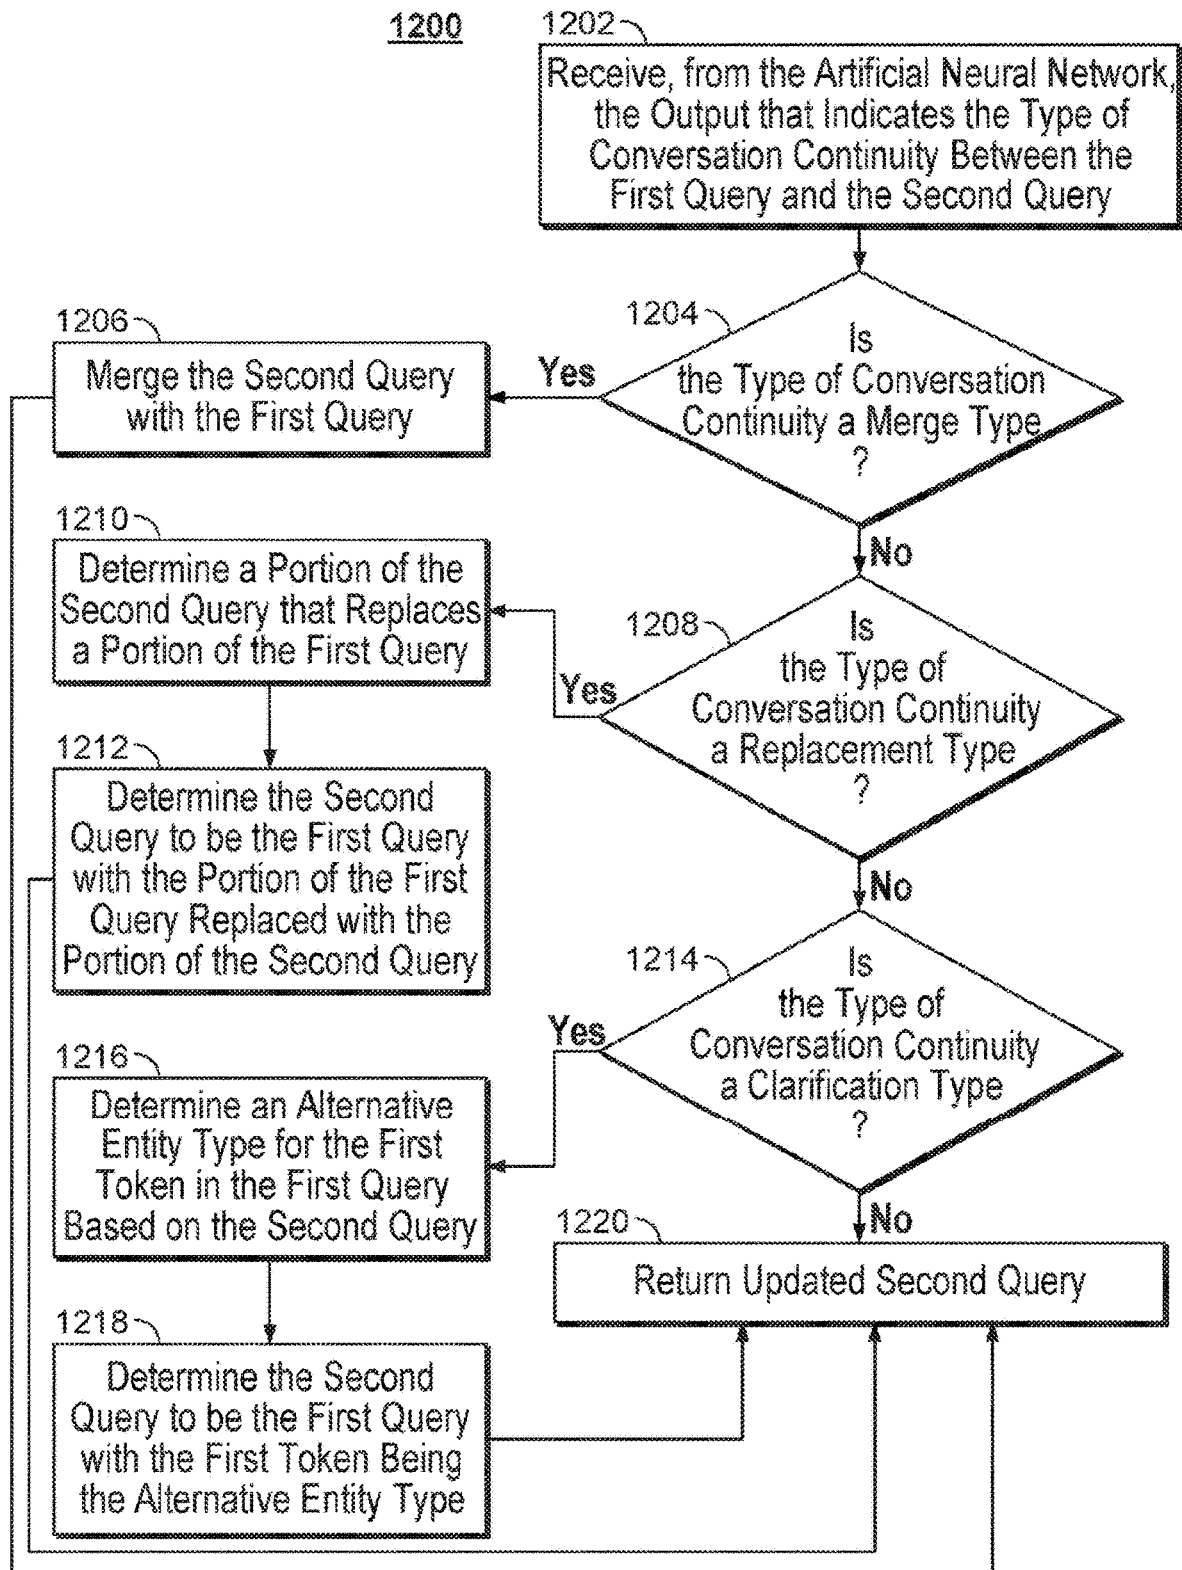 1200
1202
Receive, from the Artificial Neural Network,
the Output that Indicates the Type of
Conversation Continuity Between the
First Query and the Second Query
1204
Is
the Type of Conversation
Continuity a Merge Type
?
Yes
1206
Merge the Second Query
with the First Query
No
1208
Is
the Type of
Conversation Continuity
a Replacement Type
?
Yes
1210
Determine a Portion of the
Second Query that Replaces
a Portion of the First Query
1212
Determine the Second
Query to be the First Query
with the Portion of the First
Query Replaced with the
Portion of the Second Query
No
1214
Is
the Type of
Conversation Continuity
a Clarification Type
?
Yes
1216
Determine an Alternative
Entity Type for the First
Token in the First Query
Based on the Second Query
1218
Determine the Second
Query to be the First Query
with the First Token Being
the Alternative Entity Type
No
1220
Return Updated Second Query